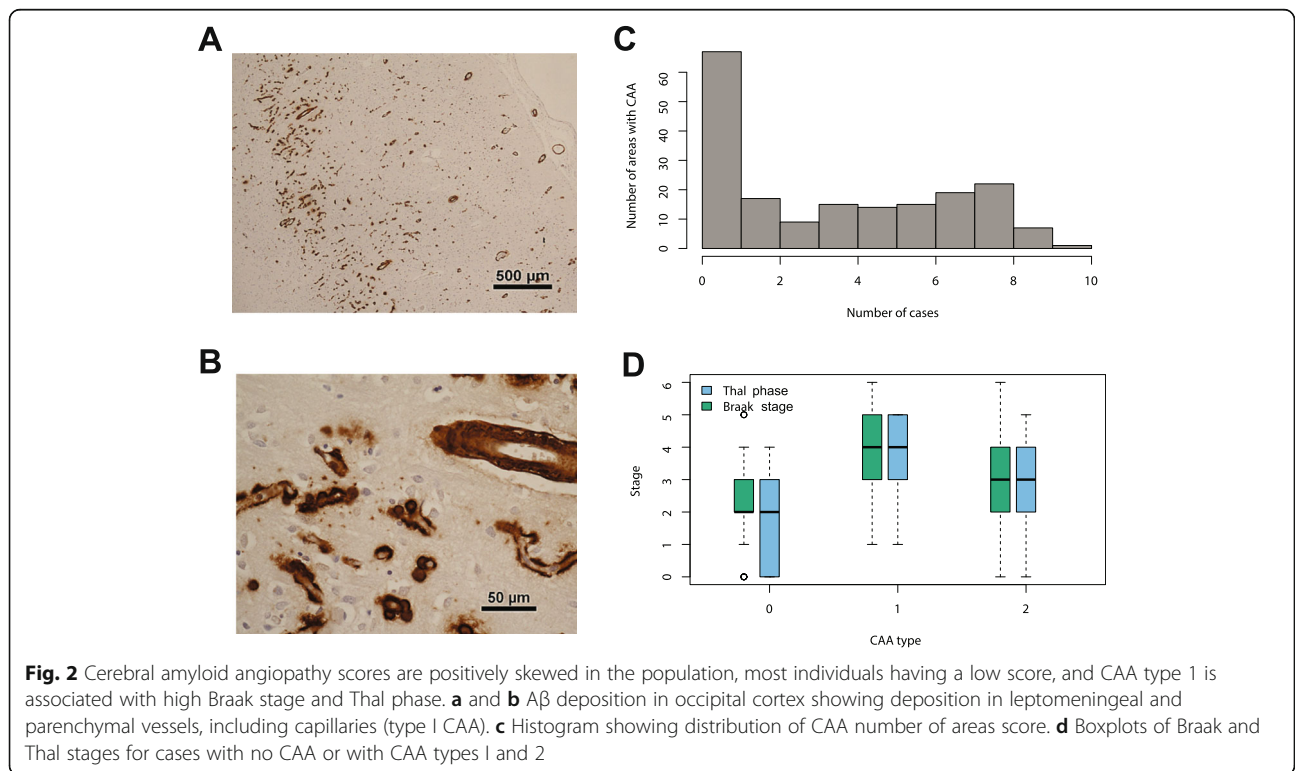 A
500 µm
B
50 µm
C
Number of areas with CAA
60
50
40
30
20
10
0
0 2 4 6 8 10
Number of cases
D
Thal phase
Braak stage
Stage
6
5
4
3
2
1
0
0 1 2
CAA type
Fig. 2 Cerebral amyloid angiopathy scores are positively skewed in the population, most individuals having a low score, and CAA type 1 is
associated with high Braak stage and Thal phase. a and b Aβ deposition in occipital cortex showing deposition in leptomeningeal and
parenchymal vessels, including capillaries (type I CAA). c Histogram showing distribution of CAA number of areas score. d Boxplots of Braak and
Thal stages for cases with no CAA or with CAA types I and 2